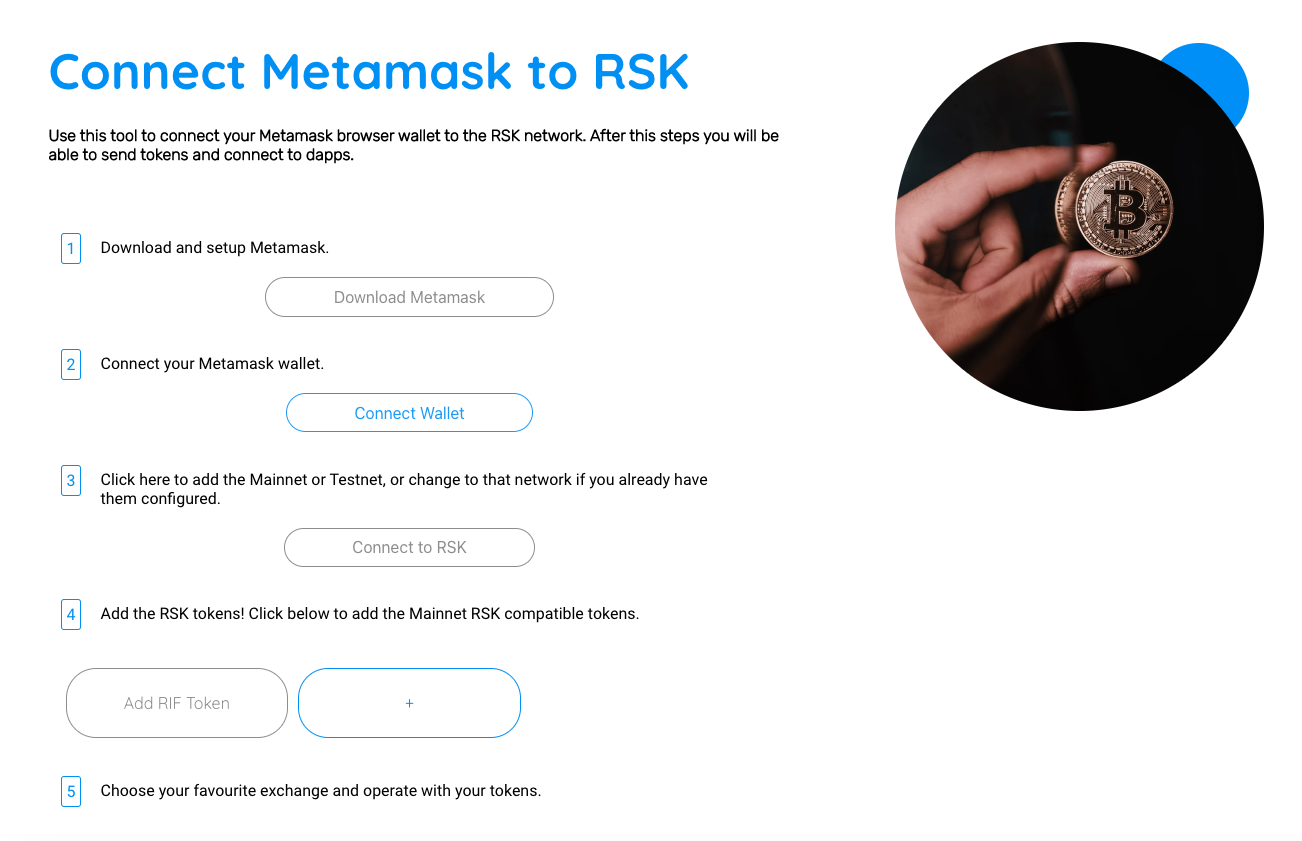 Connect Metamask to RSK
Use this tool to connect your Metamask browser wallet to the RSK network. After this steps you will be
able to send tokens and connect to dapps.
1 Download and setup Metamask.
Download Metamask
2 Connect your Metamask wallet.
Connect Wallet
3 Click here to add the Mainnet or Testnet, or change to that network if you already have
them configured.
Connect to RSK
4 Add the RSK tokens! Click below to add the Mainnet RSK compatible tokens.
Add RIF Token +
5 Choose your favourite exchange and operate with your tokens.